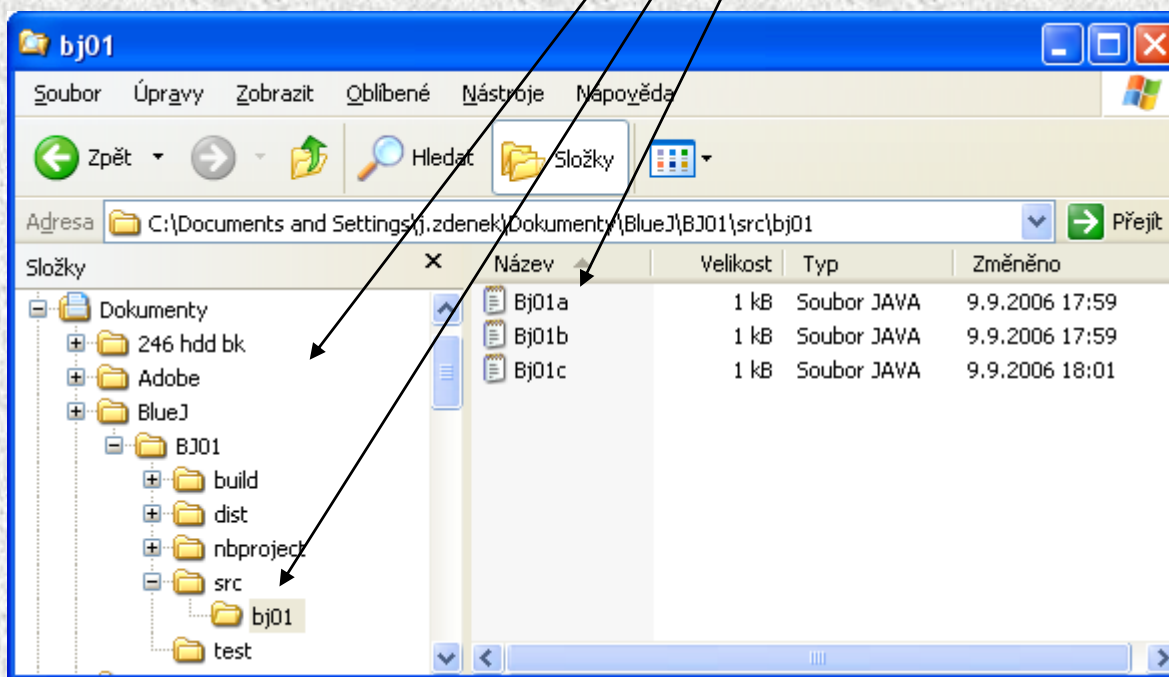 bj01
Soubor Úpravy Zobrazit Oblíbené Nástroje Nápověda
Zpět Hledat Složky
Adresa C:\Documents and Settings\j.zdenek\Dokumenty\BlueJ\BJ01\src\bj01 Přejít
Složky Název Velikost Typ Změněno
Dokumenty Bj01a 1 kB Soubor JAVA 9.9.2006 17:59
246 hdd bk Bj01b 1 kB Soubor JAVA 9.9.2006 17:59
Adobe Bj01c 1 kB Soubor JAVA 9.9.2006 18:01
BlueJ
BJ01
build
dist
nbproject
src
bj01
test